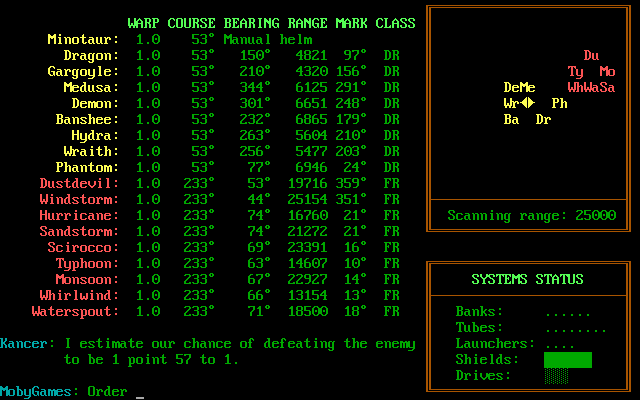 WARP COURSE BEARING RANGE MARK CLASS
Minotaur: 1.0 53° Manual helm
Dragon: 1.0 53° 150° 4821 97° DR
Gargoyle: 1.0 53° 210° 4320 156° DR
Medusa: 1.0 53° 344° 6125 291° DR
Demon: 1.0 53° 301° 6651 248° DR
Banshee: 1.0 53° 232° 6865 179° DR
Hydra: 1.0 53° 263° 5604 210° DR
Wraith: 1.0 53° 256° 5477 203° DR
Phantom: 1.0 53° 77° 6946 24° DR
Dustdevil: 1.0 233° 53° 19716 359° FR
Windstorm: 1.0 233° 44° 25154 351° FR
Hurricane: 1.0 233° 74° 16760 21° FR
Sandstorm: 1.0 233° 74° 21272 21° FR
Scirocco: 1.0 233° 69° 23391 16° FR
Typhoon: 1.0 233° 63° 14607 10° FR
Monsoon: 1.0 233° 67° 22927 14° FR
Whirlwind: 1.0 233° 66° 13154 13° FR
Waterspout: 1.0 233° 71° 18500 18° FR
Kancer: I estimate our chance of defeating the enemy
to be 1 point 57 to 1.
MobyGames: Order _
Du
Ty Mo
DeMe WhWaSa
Wr Ph
Ba Dr
Scanning range: 25000
SYSTEMS STATUS
Banks: ......
Tubes: ........
Launchers: ....
Shields:
Drives: